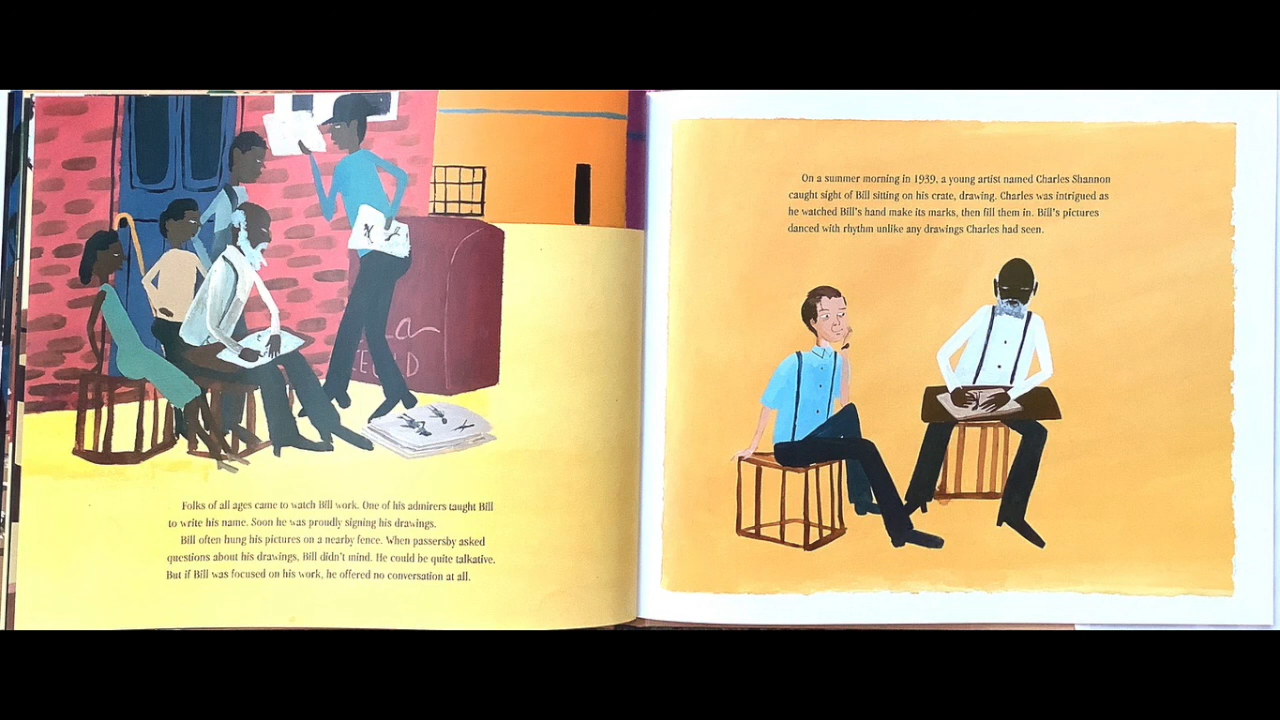 Folks of all ages came to watch Bill work. One of his admirers taught Bill
to write his name. Soon he was proudly signing his drawings.
Bill often hung his pictures on a nearby fence. When passersby asked
questions about his drawings, Bill didn't mind. He could be quite talkative.
But if Bill was focused on his work, he offered no conversation at all.
On a summer morning in 1939, a young artist named Charles Shannon
caught sight of Bill sitting on his crate, drawing. Charles was intrigued as
he watched Bill's hand make its marks, then fill them in. Bill's pictures
danced with rhythm unlike any drawings Charles had seen.